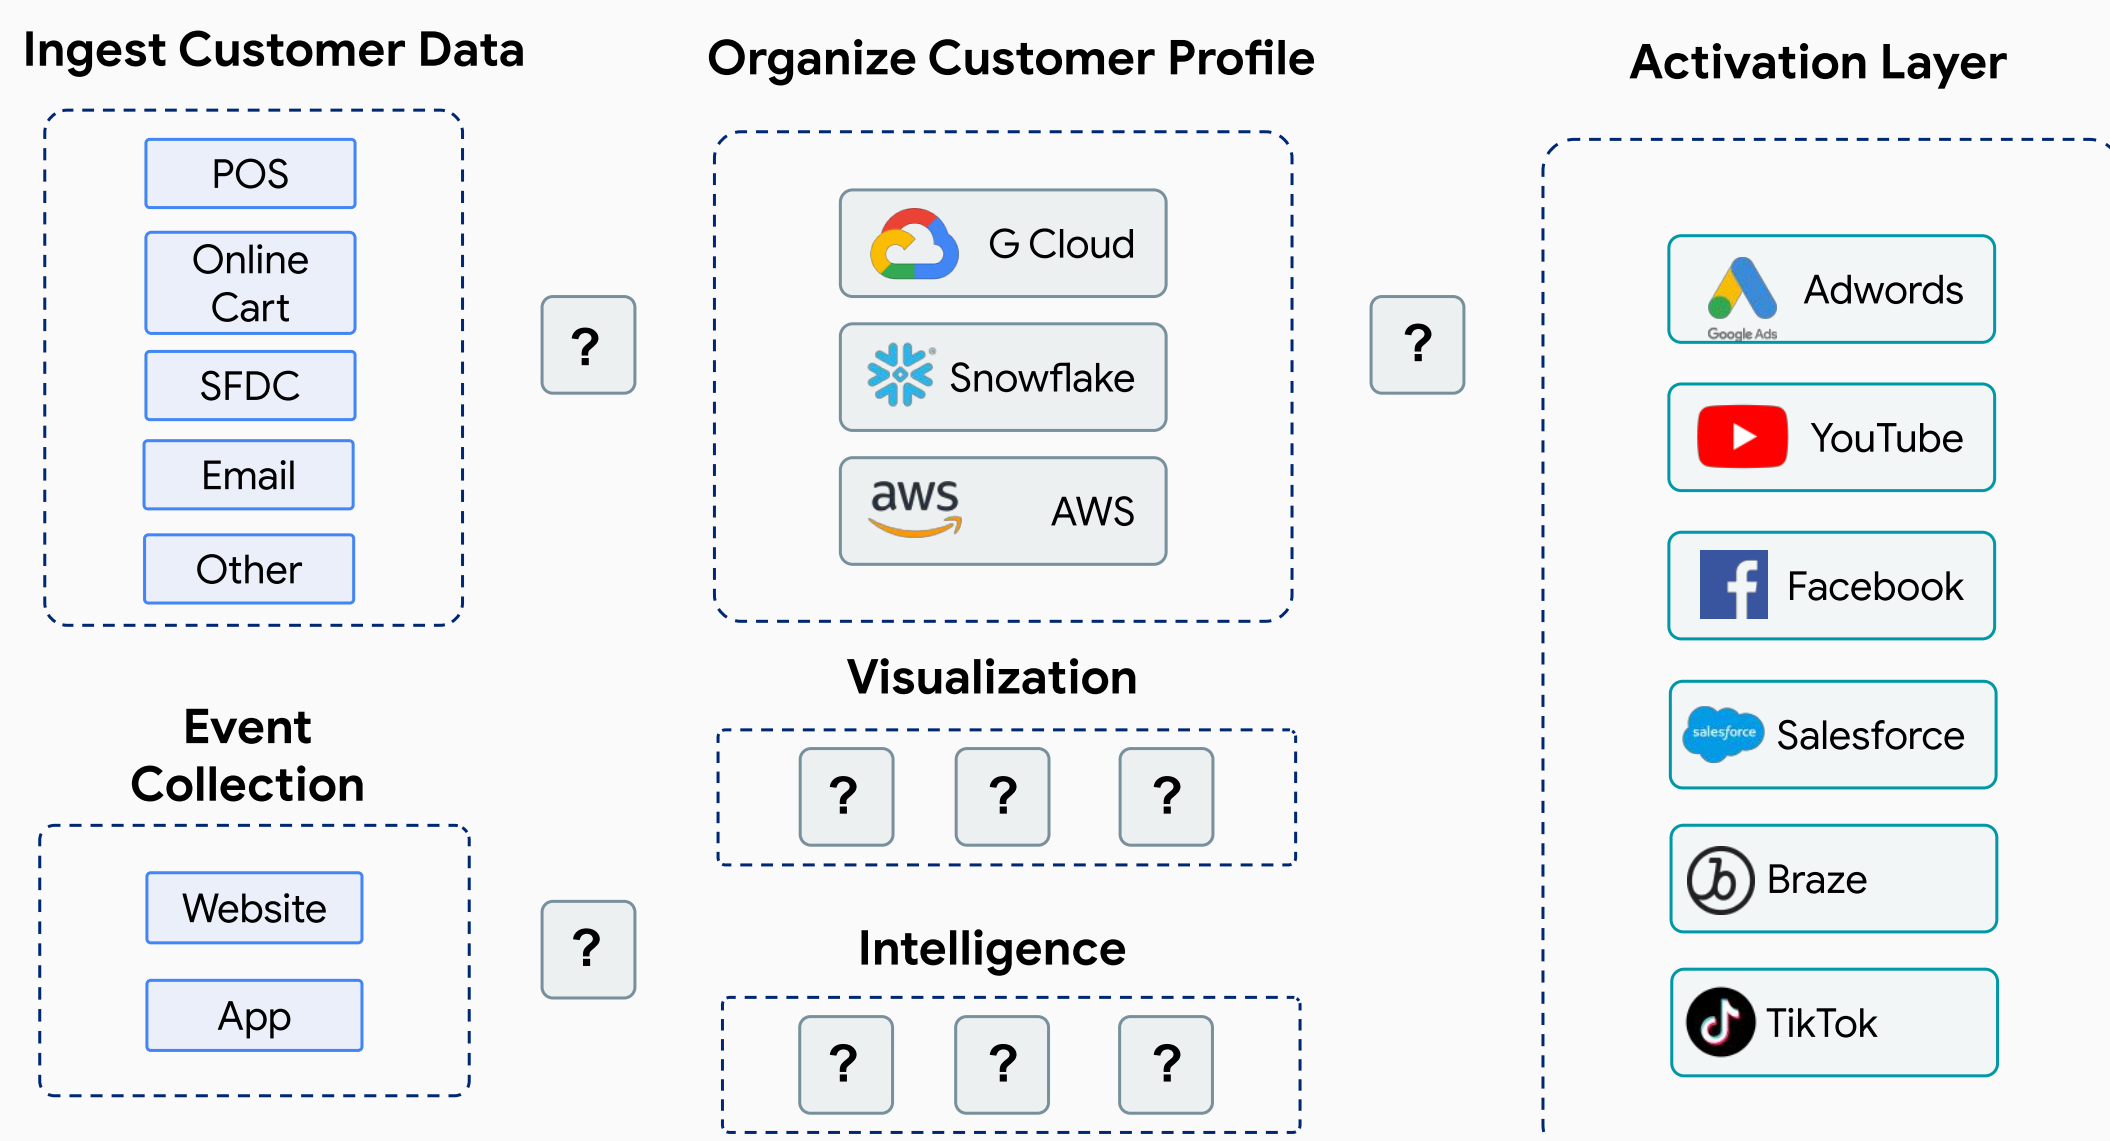 Ingest Customer Data
POS
Online
Cart
SFDC
Email
Other
Event
Collection
Website
App
?
?
Organize Customer Profile
G Cloud
® Snowflake
aws AWS
Visualization
? ? ?
Intelligence
? ? ?
?
Activation Layer
Adwords
Google Ads
YouTube
f Facebook
salesforce Salesforce
b Braze
TikTok